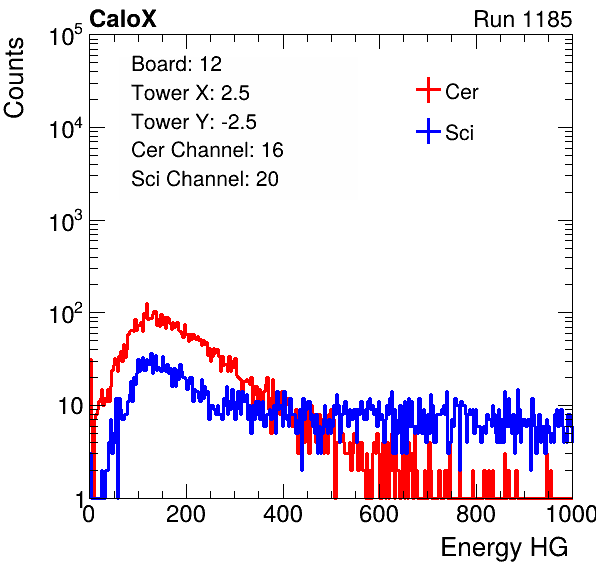 CaloX Run 1185
Counts
10^5
10^4
10^3
10^2
10
1
Board: 12
Tower X: 2.5
Tower Y: -2.5
Cer Channel: 16
Sci Channel: 20
Cer
Sci
0 200 400 600 800 1000
Energy HG